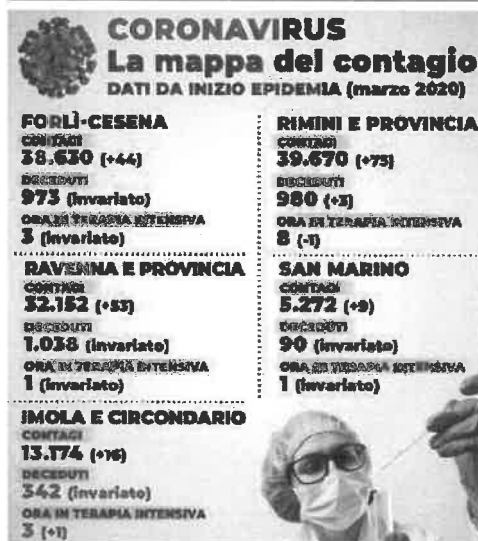 CORONAVIRUS
La mappa del contagio
DATI DA INIZIO EPIDEMIA (marzo 2020)
FORLÌ-CESENA
CONTAGI
38.630 (+44)
DECEDUTI
973 (invariato)
ORA IN TERAPIA INTENSIVA
3 (invariato)
RIMINI E PROVINCIA
CONTAGI
39.670 (+75)
DECEDUTI
980 (+3)
ORA IN TERAPIA INTENSIVA
8 (-1)
RAVENNA E PROVINCIA
CONTAGI
32.152 (+53)
DECEDUTI
1.038 (invariato)
ORA IN TERAPIA INTENSIVA
1 (invariato)
SAN MARINO
CONTAGI
5.272 (+9)
DECEDUTI
90 (invariato)
ORA IN TERAPIA INTENSIVA
1 (invariato)
IMOLA E CIRCONDARIO
CONTAGI
13.174 (+16)
DECEDUTI
342 (invariato)
ORA IN TERAPIA INTENSIVA
3 (+1)